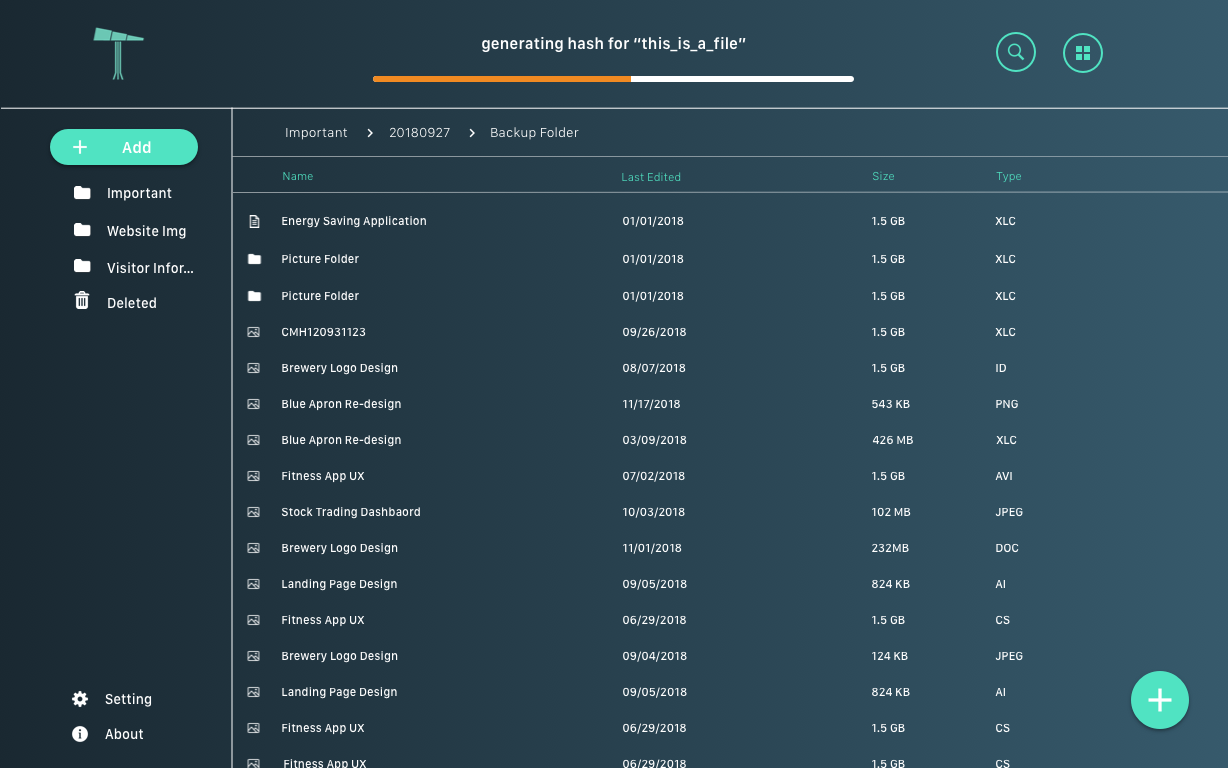 generating hash for “this_is_a_file”
Add
Important
Website Img
Visitor Infor...
Deleted
Setting
About
Important > 20180927 > Backup Folder
Name Last Edited Size Type
Energy Saving Application 01/01/2018 1.5 GB XLC
Picture Folder 01/01/2018 1.5 GB XLC
Picture Folder 01/01/2018 1.5 GB XLC
CMH120931123 09/26/2018 1.5 GB XLC
Brewery Logo Design 08/07/2018 1.5 GB ID
Blue Apron Re-design 11/17/2018 543 KB PNG
Blue Apron Re-design 03/09/2018 426 MB XLC
Fitness App UX 07/02/2018 1.5 GB AVI
Stock Trading Dashbaord 10/03/2018 102 MB JPEG
Brewery Logo Design 11/01/2018 232MB DOC
Landing Page Design 09/05/2018 824 KB AI
Fitness App UX 06/29/2018 1.5 GB CS
Brewery Logo Design 09/04/2018 124 KB JPEG
Landing Page Design 09/05/2018 824 KB AI
Fitness App UX 06/29/2018 1.5 GB CS
Fitness App UX 06/29/2018 1.5 GB CS